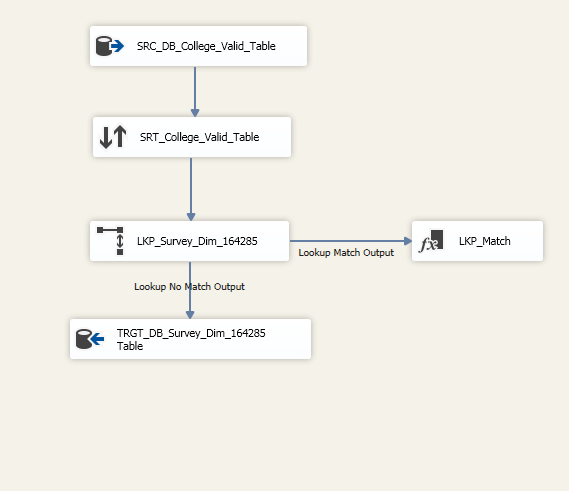 SRC_DB_College_Valid_Table
SRT_College_Valid_Table
LKP_Survey_Dim_164285
Lookup Match Output
LKP_Match
Lookup No Match Output
TRGT_DB_Survey_Dim_164285
Table